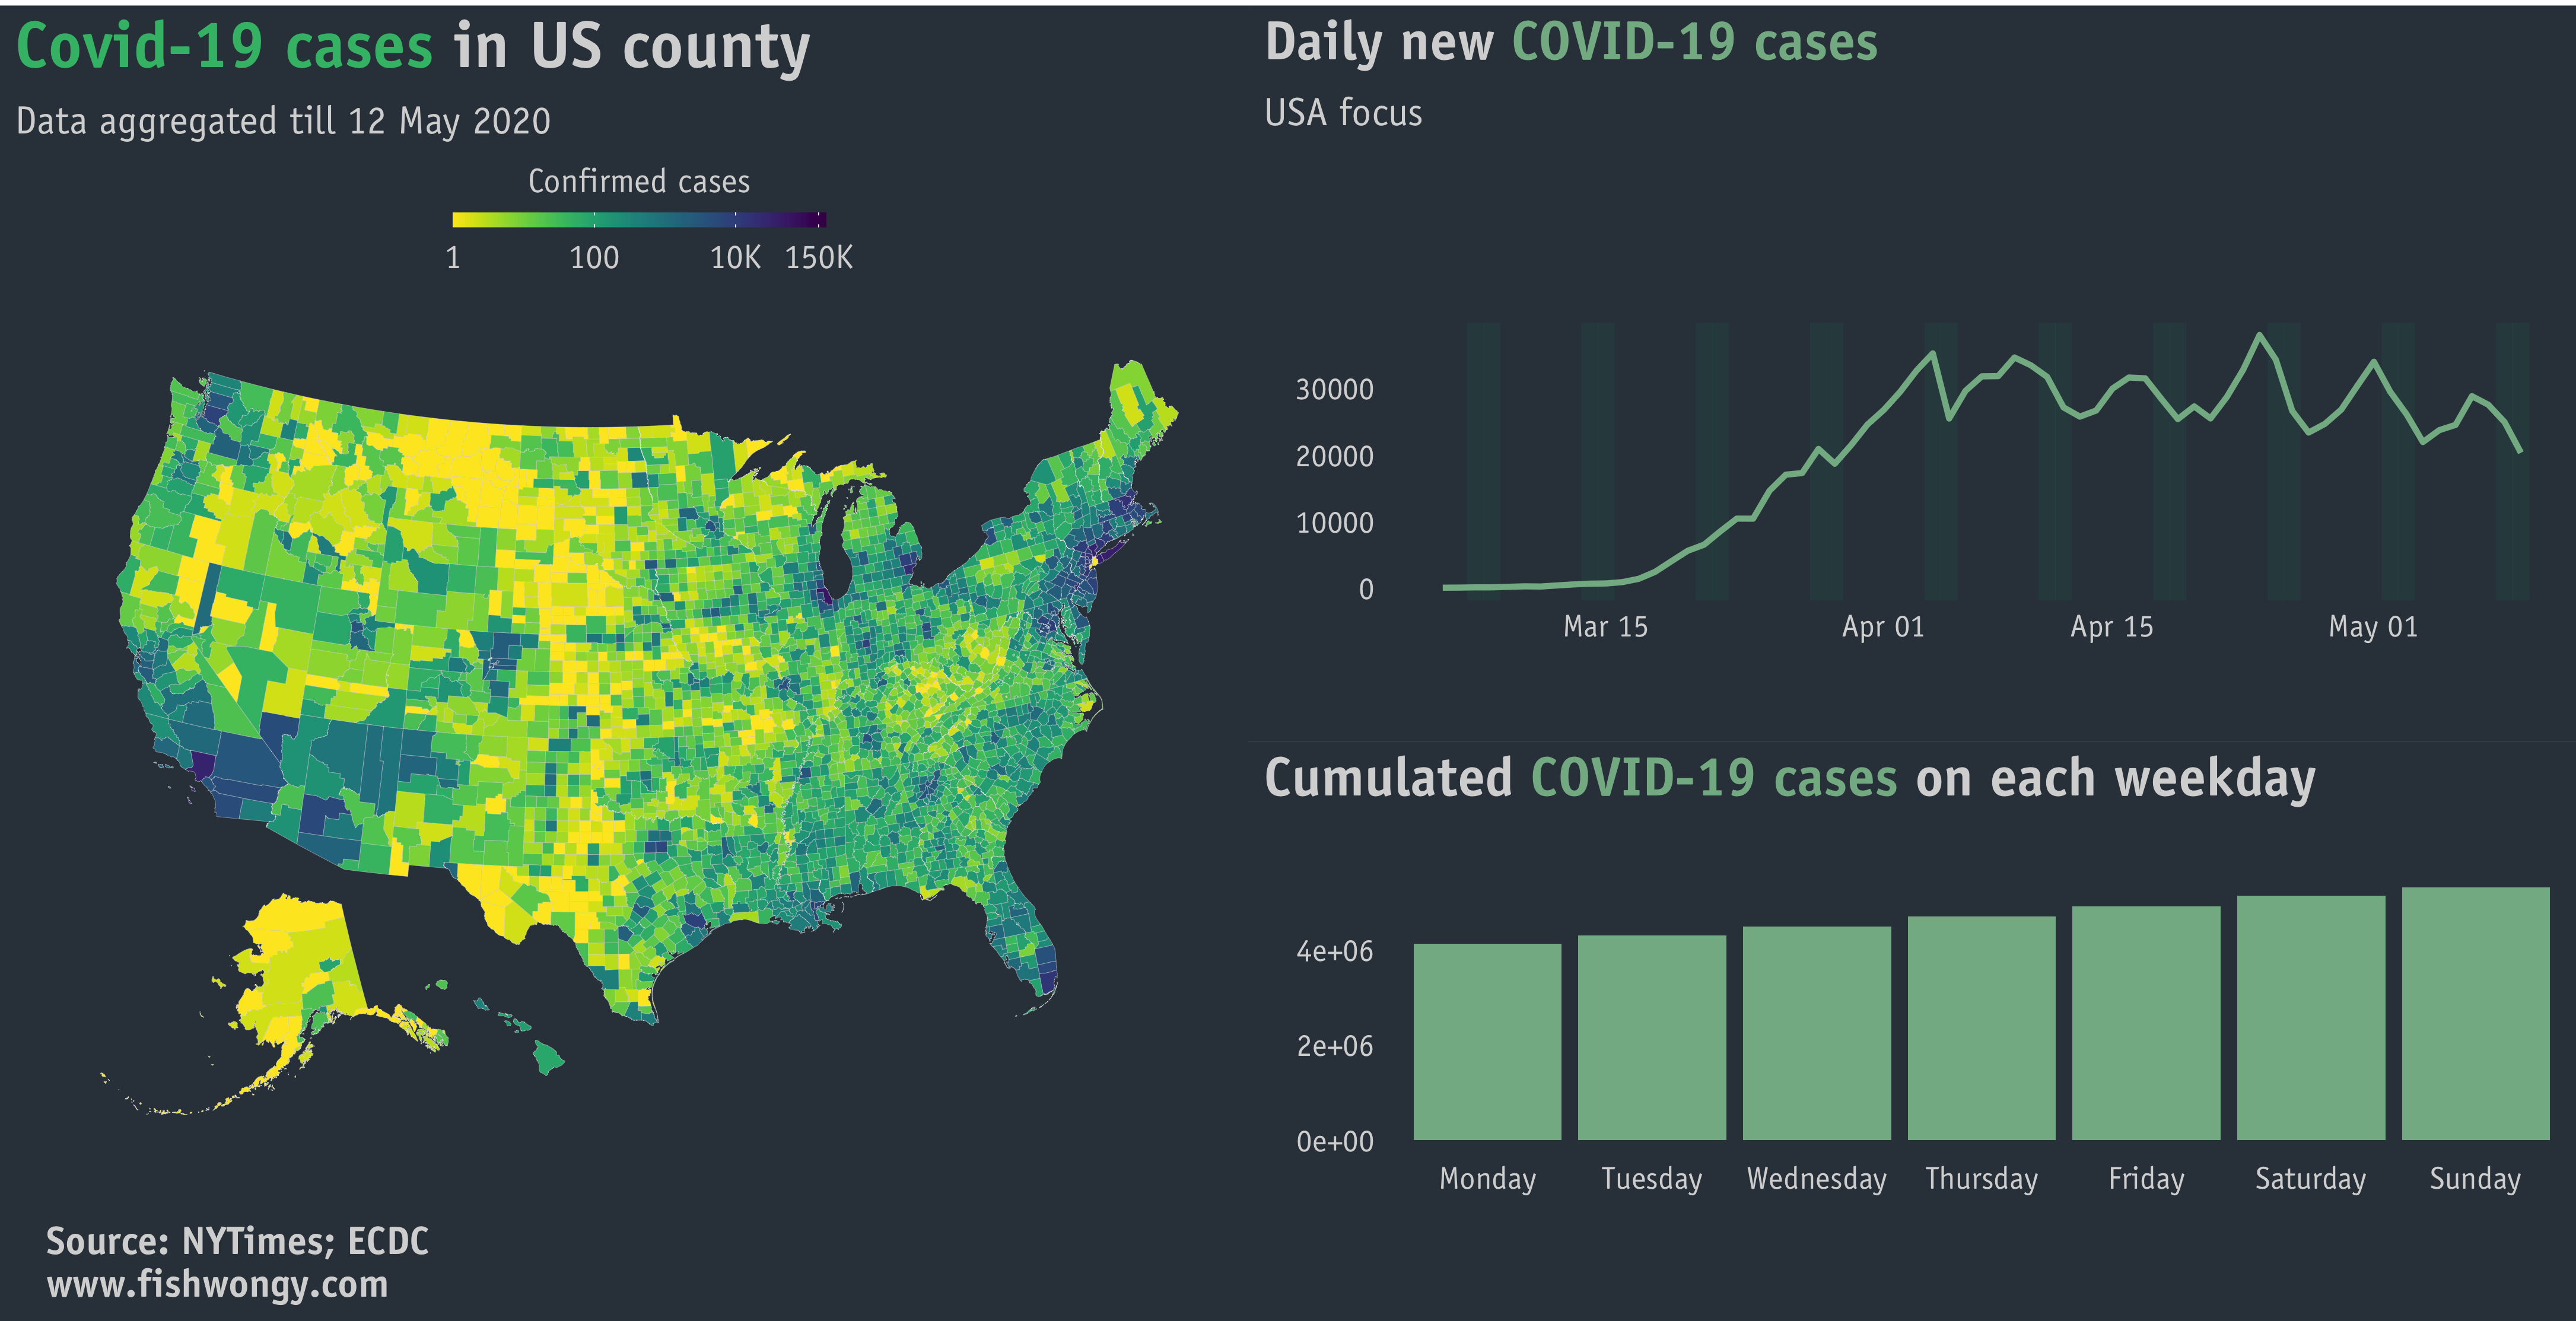 Covid-19 cases in US county
Data aggregated till 12 May 2020
Confirmed cases
1 100 10K 150K
Daily new COVID-19 cases
USA focus
30000
20000
10000
0
Mar 15 Apr 01 Apr 15 May 01
Cumulated COVID-19 cases on each weekday
4e+06
2e+06
0e+00
Monday Tuesday Wednesday Thursday Friday Saturday Sunday
Source: NYTimes; ECDC
www.fishwongy.com